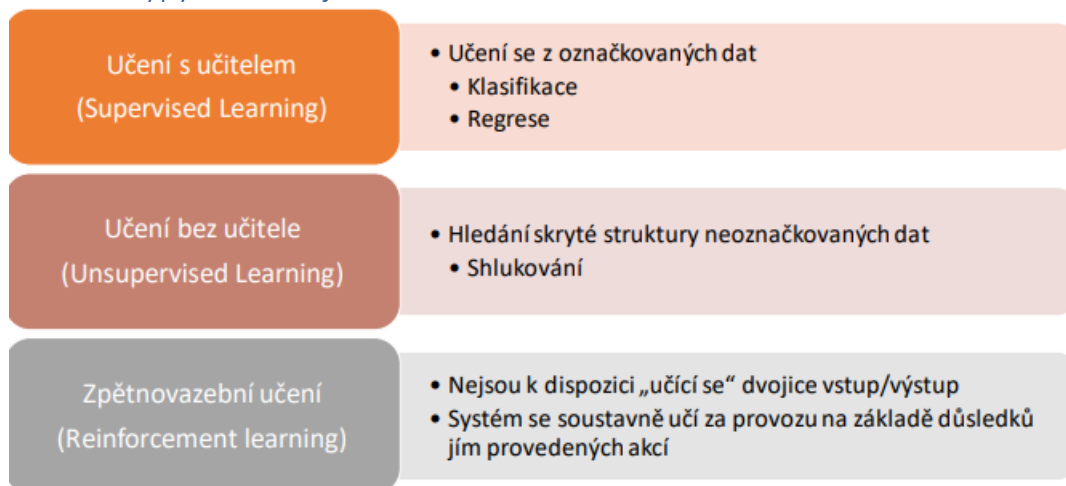 Učení s učitelem
(Supervised Learning)
• Učení se z označkovaných dat
• Klasifikace
• Regrese
Učení bez učitele
(Unsupervised Learning)
• Hledání skryté struktury neoznačkovaných dat
• Shlukování
Zpětnovazební učení
(Reinforcement learning)
• Nejsou k dispozici „učící se“ dvojice vstup/výstup
• Systém se soustavně učí za provozu na základě důsledků
jím provedených akcí